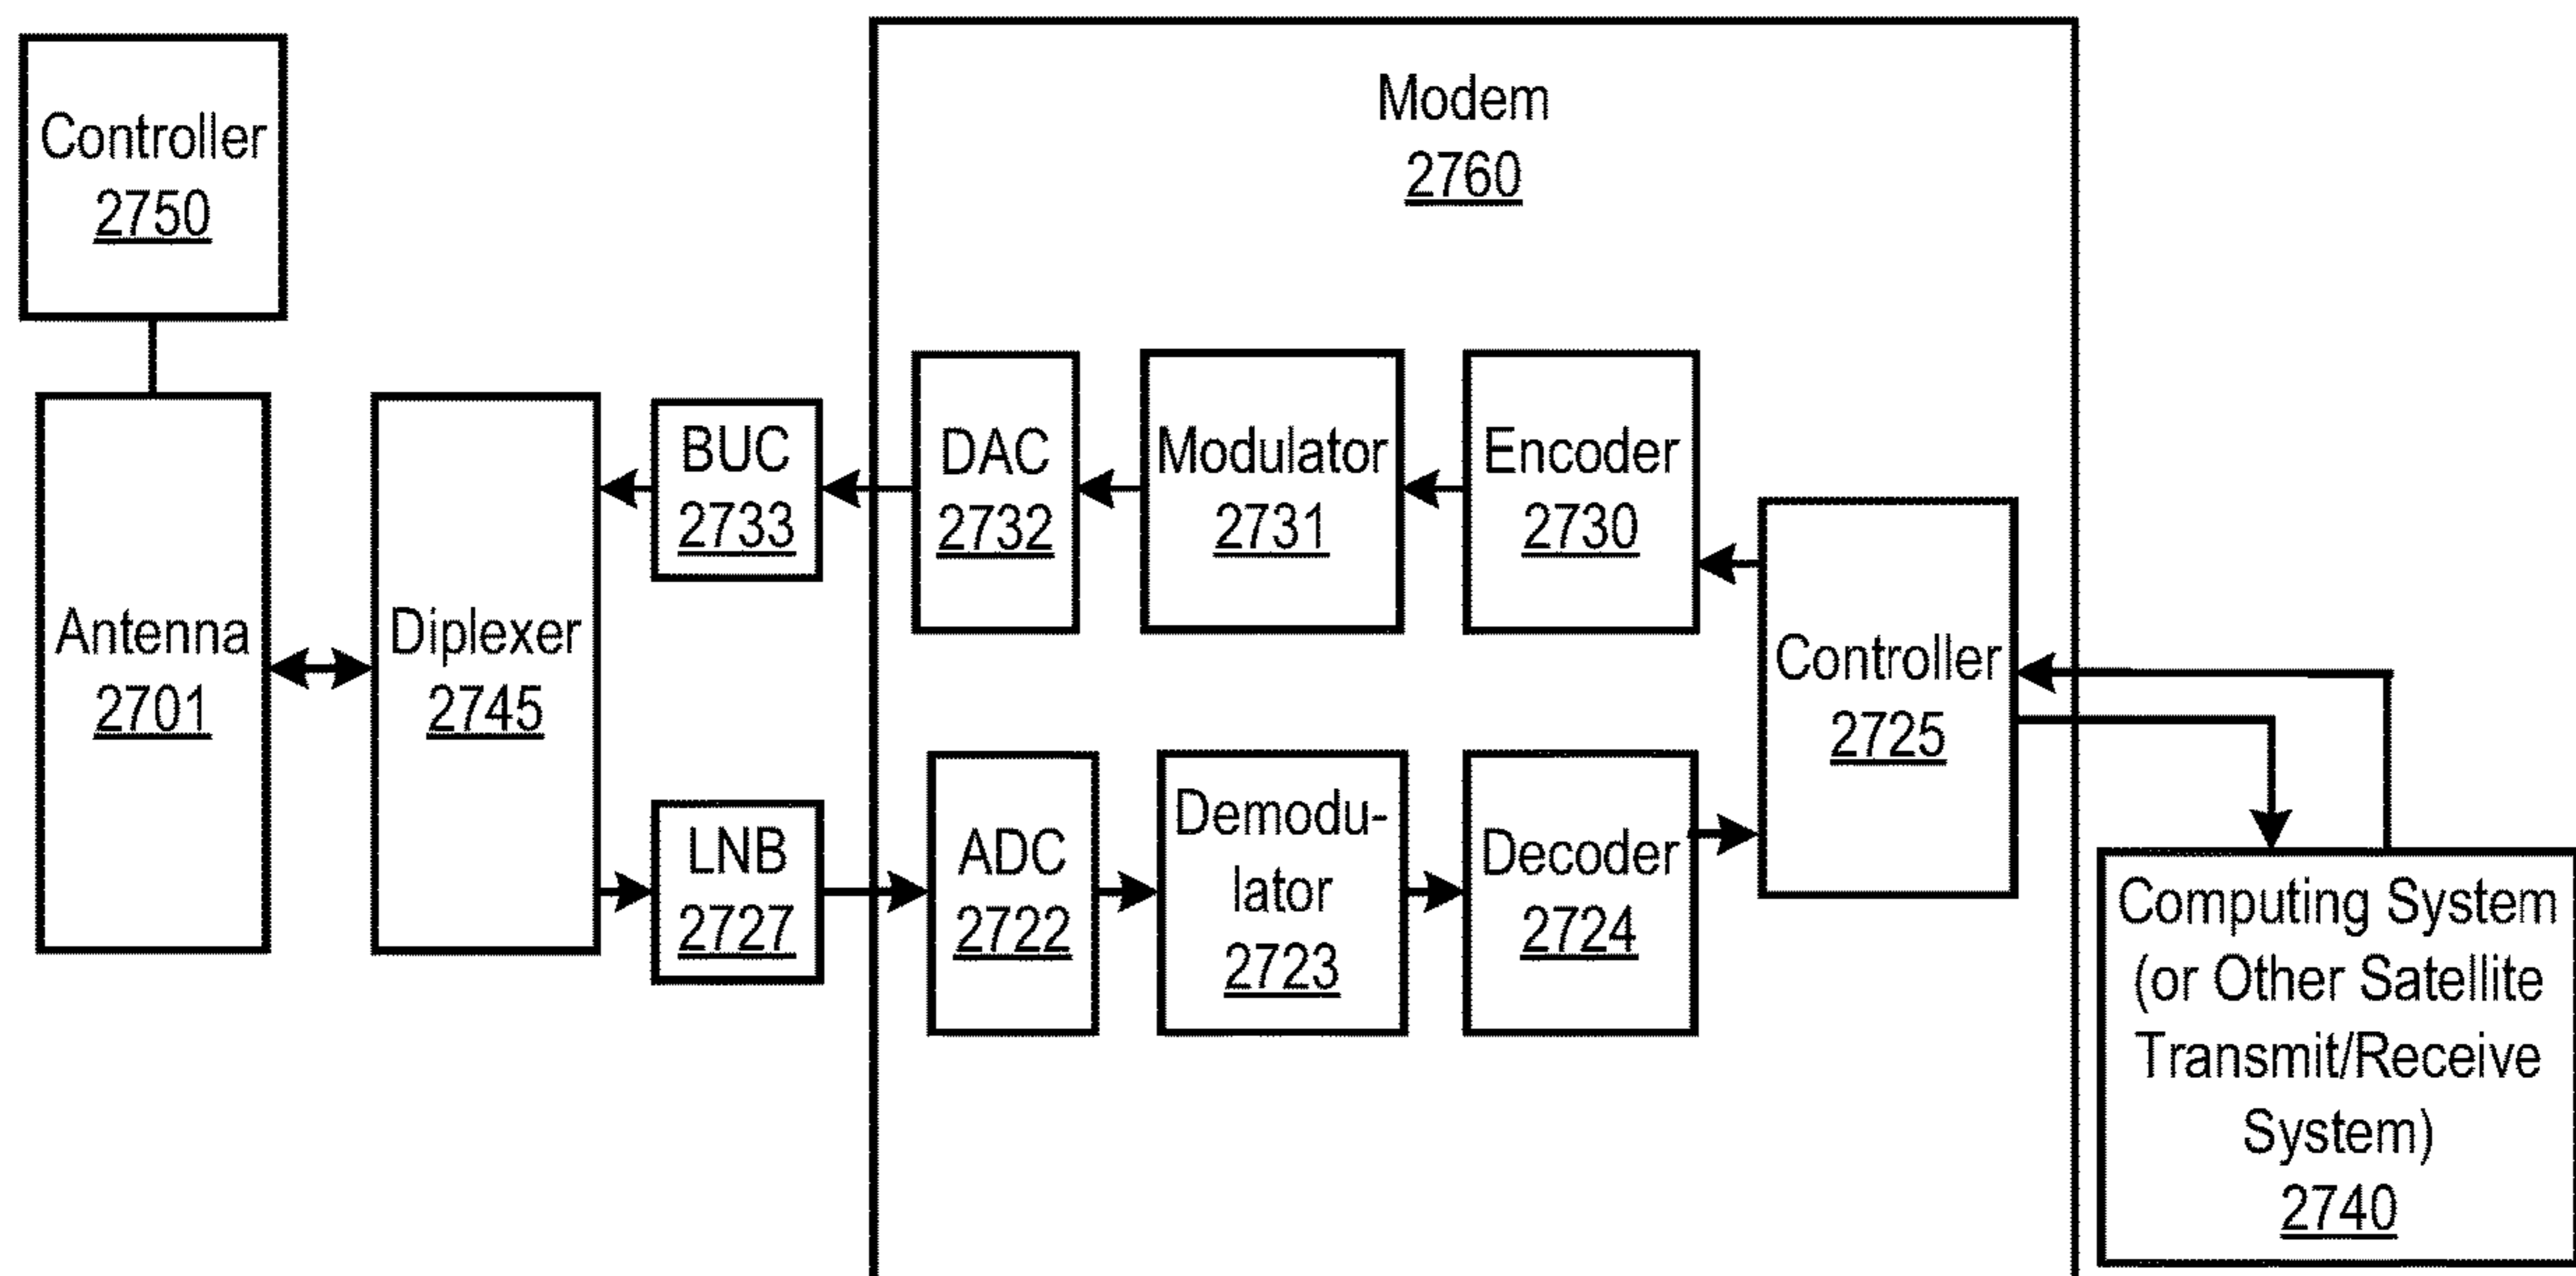 Controller
2750
Modem
2760
Antenna
2701
Diplexer
2745
BUC
2733
DAC
2732
Modulator
2731
Encoder
2730
Controller
2725
LNB
2727
ADC
2722
Demodu-
lator
2723
Decoder
2724
Computing System
(or Other Satellite
Transmit/Receive
System)
2740